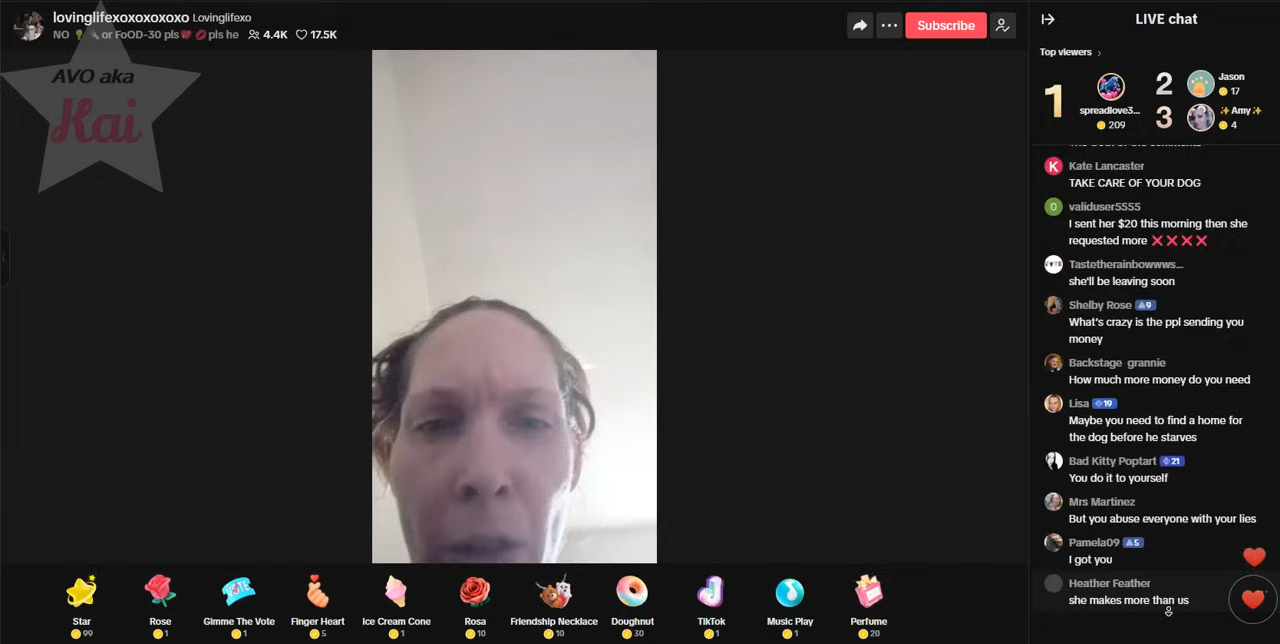 lovinglifexoxoxoxoxo Lovinglifexo
NO or FoOD-30 pls❤️💋pls he 4.4K 17.5K
Subscribe
AVO aka
Kai
LIVE chat
Top viewers >
1 spreadlove3... 209
2 Jason 17
3 ✨Amy✨ 4
K Kate Lancaster
TAKE CARE OF YOUR DOG
O validuser5555
I sent her $20 this morning then she
requested more ❌❌❌❌
Tastetherainbowwws...
she'll be leaving soon
Shelby Rose 9
What's crazy is the ppl sending you
money
Backstage grannie
How much more money do you need
Lisa 19
Maybe you need to find a home for
the dog before he starves
Bad Kitty Poptart 21
You do it to yourself
Mrs Martinez
But you abuse everyone with your lies
Pamela09 5
I got you
Heather Feather
she makes more than us
VOTE
Star Rose Gimme The Vote Finger Heart Ice Cream Cone Rosa Friendship Necklace Doughnut TikTok Music Play Perfume
99 1 1 5 1 10 10 30 1 1 20